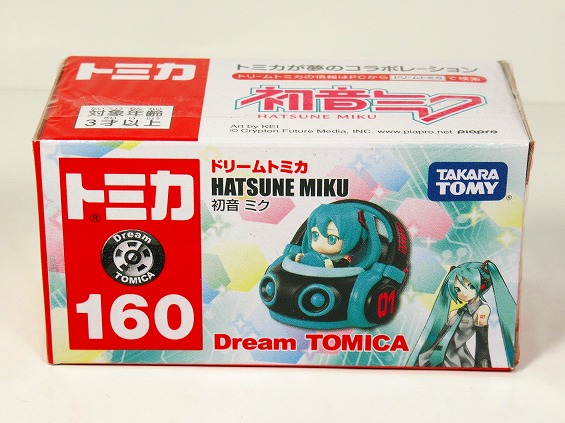 トミカ
対象年齢
3才以上
トミカが夢のコラボレーション
ドリームトミカの情報はPCから ドリームトミカ で検索
初音ミク
HATSUNE MIKU
Art by KEI
© Crypton Future Media, INC. www.piapro.net piapro
トミカ
®
Dream
TOMICA
160
ドリームトミカ
HATSUNE MIKU
初音 ミク
TAKARA
TOMY
01
Dream TOMICA